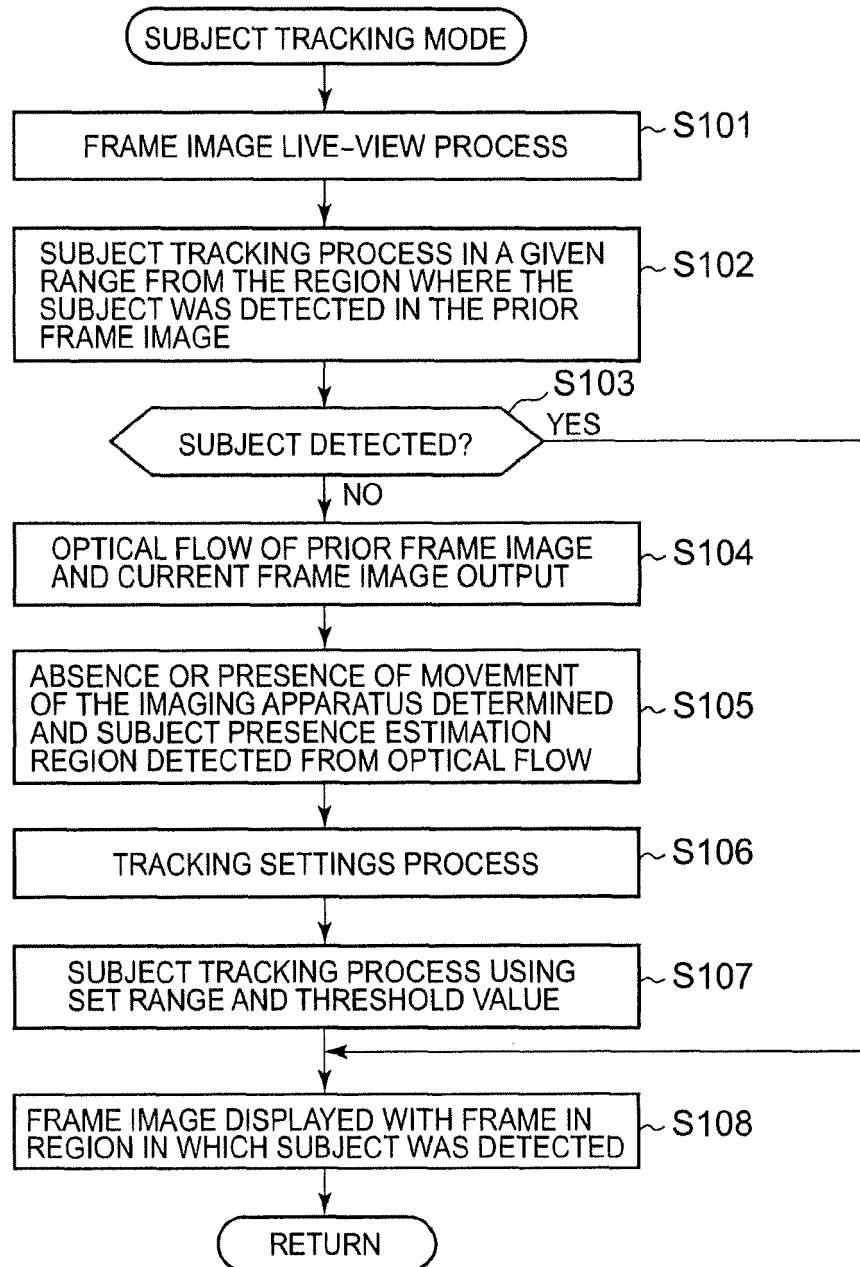 SUBJECT TRACKING MODE
FRAME IMAGE LIVE-VIEW PROCESS
S101
SUBJECT TRACKING PROCESS IN A GIVEN
RANGE FROM THE REGION WHERE THE
SUBJECT WAS DETECTED IN THE PRIOR
FRAME IMAGE
S102
S103
SUBJECT DETECTED?
YES
NO
OPTICAL FLOW OF PRIOR FRAME IMAGE
AND CURRENT FRAME IMAGE OUTPUT
S104
ABSENCE OR PRESENCE OF MOVEMENT
OF THE IMAGING APPARATUS DETERMINED
AND SUBJECT PRESENCE ESTIMATION
REGION DETECTED FROM OPTICAL FLOW
S105
TRACKING SETTINGS PROCESS
S106
SUBJECT TRACKING PROCESS USING
SET RANGE AND THRESHOLD VALUE
S107
FRAME IMAGE DISPLAYED WITH FRAME IN
REGION IN WHICH SUBJECT WAS DETECTED
S108
RETURN